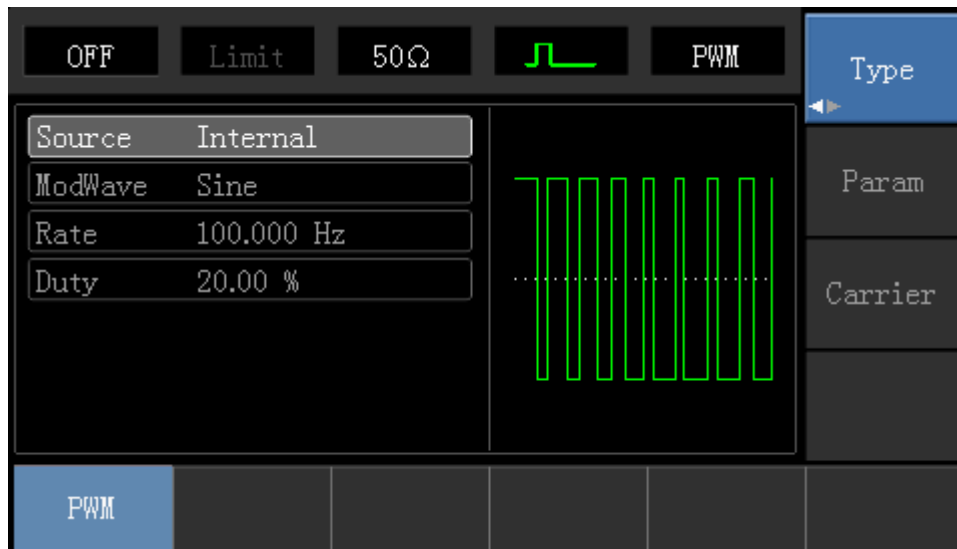 OFF Limit 50Ω PWM
Type
Source Internal
ModWave Sine
Rate 100.000 Hz
Duty 20.00 %
Param
Carrier
PWM